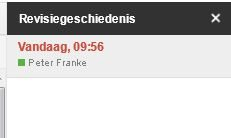 Revisiegeschiedenis
Vandaag, 09:56
Peter Franke